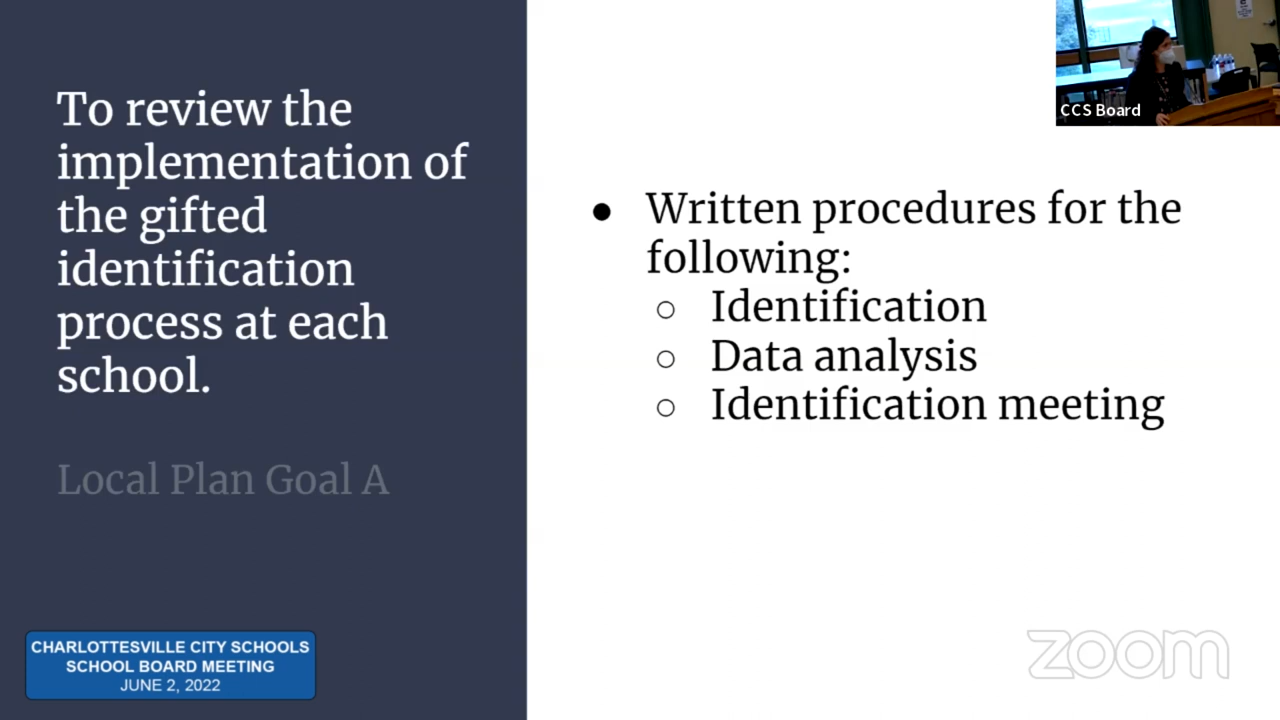 To review the
implementation of
the gifted
identification
process at each
school.
Local Plan Goal A
CHARLOTTESVILLE CITY SCHOOLS
SCHOOL BOARD MEETING
JUNE 2, 2022
CCS Board
● Written procedures for the
following:
○ Identification
○ Data analysis
○ Identification meeting
zoom